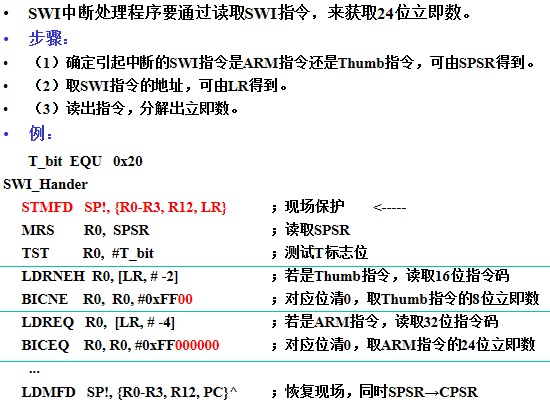 • SWI中断处理程序要通过读取SWI指令，来获取24位立即数。
• 步骤：
• （1）确定引起中断的SWI指令是ARM指令还是Thumb指令，可由SPSR得到。
• （2）取SWI指令的地址，可由LR得到。
• （3）读出指令，分解出立即数。
• 例：
T_bit EQU 0x20
SWI_Hander
STMFD SP!, {R0-R3, R12, LR} ；现场保护 <-----
MRS R0, SPSR ；读取SPSR
TST R0, #T_bit ；测试T标志位
LDRNEH R0, [LR, # -2] ；若是Thumb指令，读取16位指令码
BICNE R0, R0, #0xFF00 ；对应位清0，取Thumb指令的8位立即数
LDREQ R0, [LR, # -4] ；若是ARM指令，读取32位指令码
BICEQ R0, R0, #0xFF000000 ；对应位清0，取ARM指令的24位立即数
...
LDMFD SP!, {R0-R3, R12, PC}^ ；恢复现场，同时SPSR→CPSR